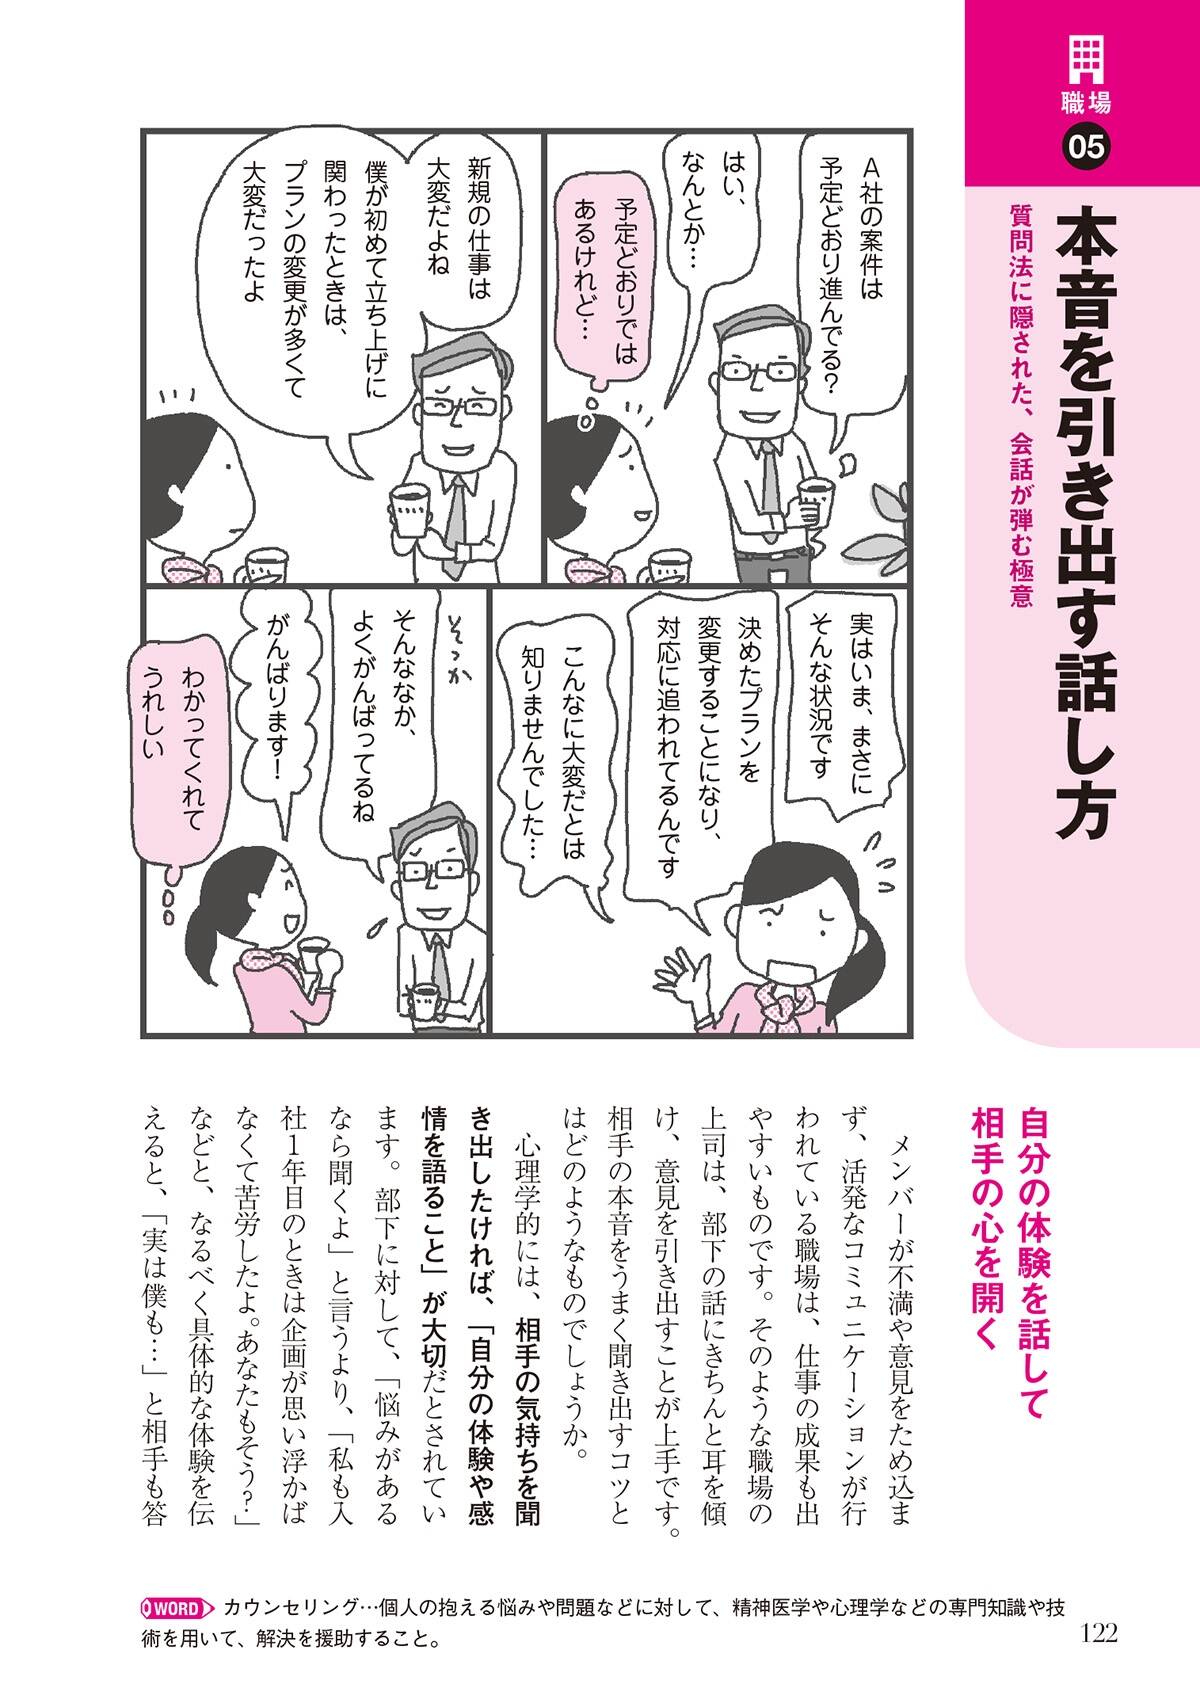 職場
05
本音を引き出す話し方
質問法に隠された、会話が弾む極意
A社の案件は
予定どおり進んでる?
はい、
なんとか…
予定どおりでは
あるけれど…
新規の仕事は
大変だよね
僕が初めて立ち上げに
関わったときは、
プランの変更が多くて
大変だったよ
実はいま、まさに
そんな状況です
決めたプランを
変更することになり、
対応に追われてるんです
こんなに大変だとは
知りませんでした…
そっか
そんななか、
よくがんばってるね
がんばります!
わかってくれて
うれしい
自分の体験を話して
相手の心を開く
メンバーが不満や意見をため込ま
ず、活発なコミュニケーションが行
われている職場は、仕事の成果も出
やすいものです。そのような職場の
上司は、部下の話にきちんと耳を傾
け、意見を引き出すことが上手です。
相手の本音をうまく聞き出すコツと
はどのようなものでしょうか。
心理学的には、相手の気持ちを聞
き出したければ、「自分の体験や感
情を語ること」が大切だとされてい
ます。部下に対して、「悩みがある
なら聞くよ」と言うより、「私も入
社1年目のときは企画が思い浮かば
なくて苦労したよ。あなたもそう?」
などと、なるべく具体的な体験を伝
えると、「実は僕も…」と相手も答
WORD カウンセリング…個人の抱える悩みや問題などに対して、精神医学や心理学などの専門知識や技
術を用いて、解決を援助すること。
122